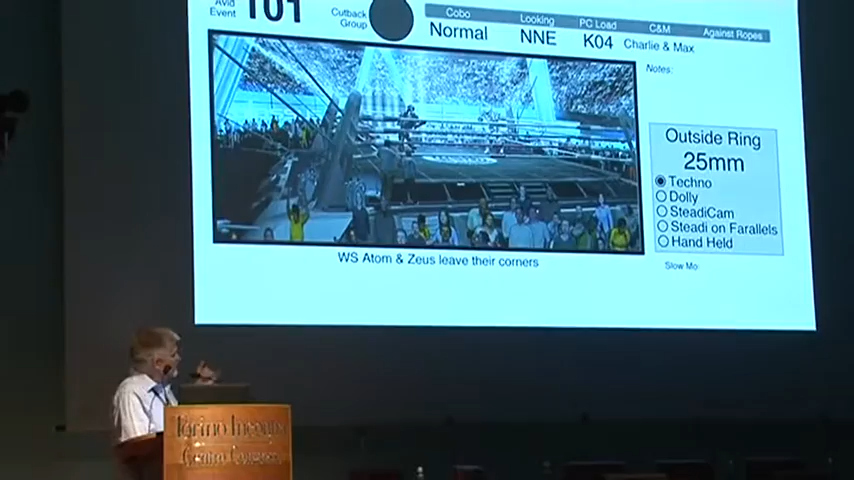 Avid
Event
101
Cutback
Group
Cobo
Looking
PC Load
C&M
Against Ropes
Normal
NNE
K04
Charlie & Max
Notes:
Outside Ring
25mm
Techno
Dolly
SteadiCam
Steadi on Parallels
Hand Held
Slow Mo
WS Atom & Zeus leave their corners
Torino Incontra
Centro Congressi